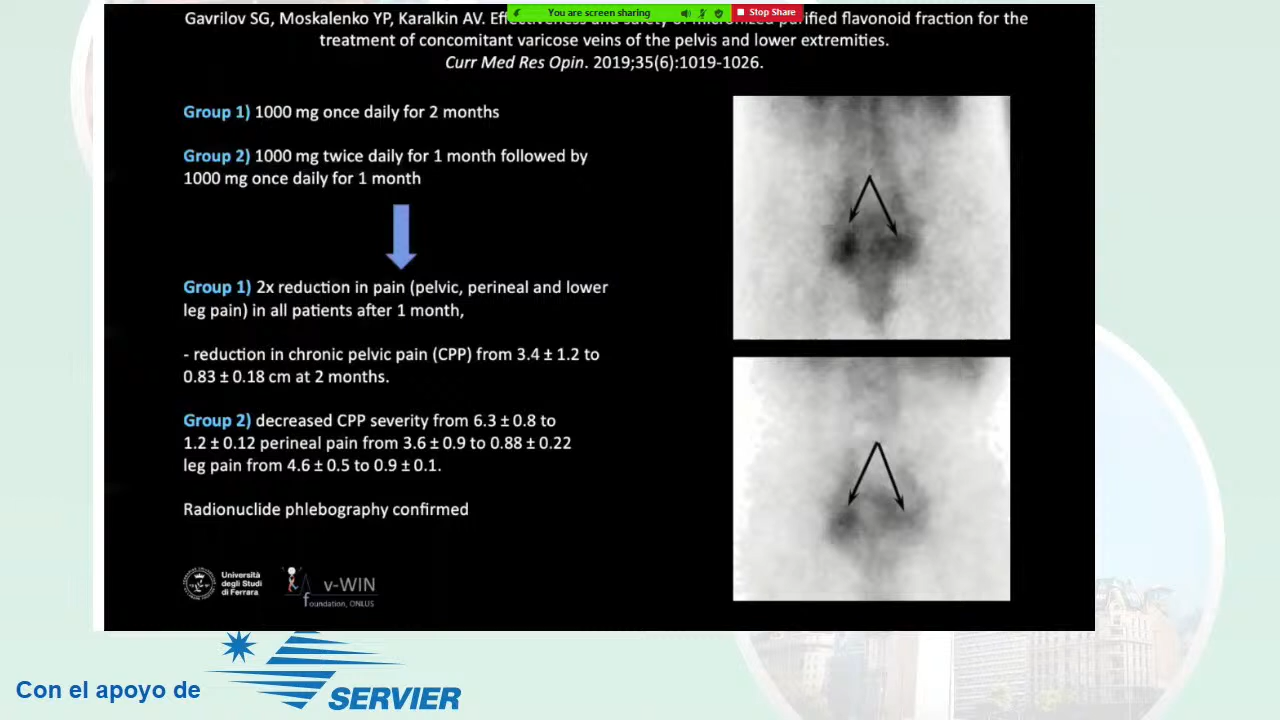 Gavrilov SG, Moskalenko YP, Karalkin AV. purified flavonoid fraction for the
You are screen sharing
Stop Share
treatment of concomitant varicose veins of the pelvis and lower extremities.
Curr Med Res Opin. 2019;35(6):1019-1026.
Group 1) 1000 mg once daily for 2 months
Group 2) 1000 mg twice daily for 1 month followed by
1000 mg once daily for 1 month
Group 1) 2x reduction in pain (pelvic, perineal and lower
leg pain) in all patients after 1 month,
- reduction in chronic pelvic pain (CPP) from 3.4 ± 1.2 to
0.83 ± 0.18 cm at 2 months.
Group 2) decreased CPP severity from 6.3 ± 0.8 to
1.2 ± 0.12 perineal pain from 3.6 ± 0.9 to 0.88 ± 0.22
leg pain from 4.6 ± 0.5 to 0.9 ± 0.1.
Radionuclide phlebography confirmed
Università
degli Studi
di Ferrara
v-WIN
foundation, ONLUS
Con el apoyo de
SERVIER